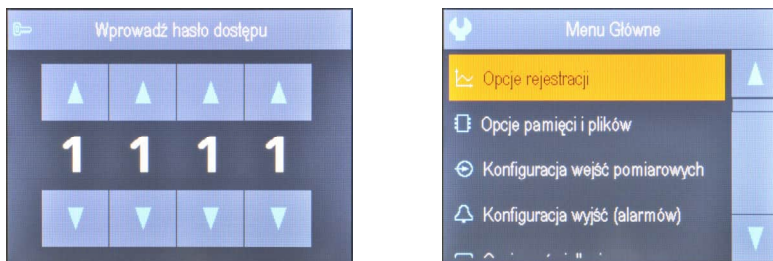 Wprowadź hasło dostępu
1 1 1 1
Menu Główne
Opcje rejestracji
Opcje pamięci i plików
Konfiguracja wejść pomiarowych
Konfiguracja wyjść (alarmów)